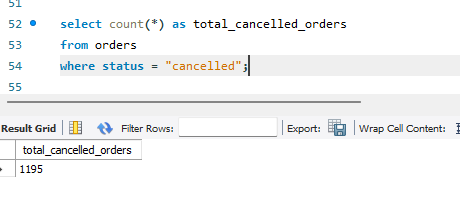 51
52 select count(*) as total_cancelled_orders
53 from orders
54 where status = "cancelled";
55
Result Grid Filter Rows: Export: Wrap Cell Content:
total_cancelled_orders
1195